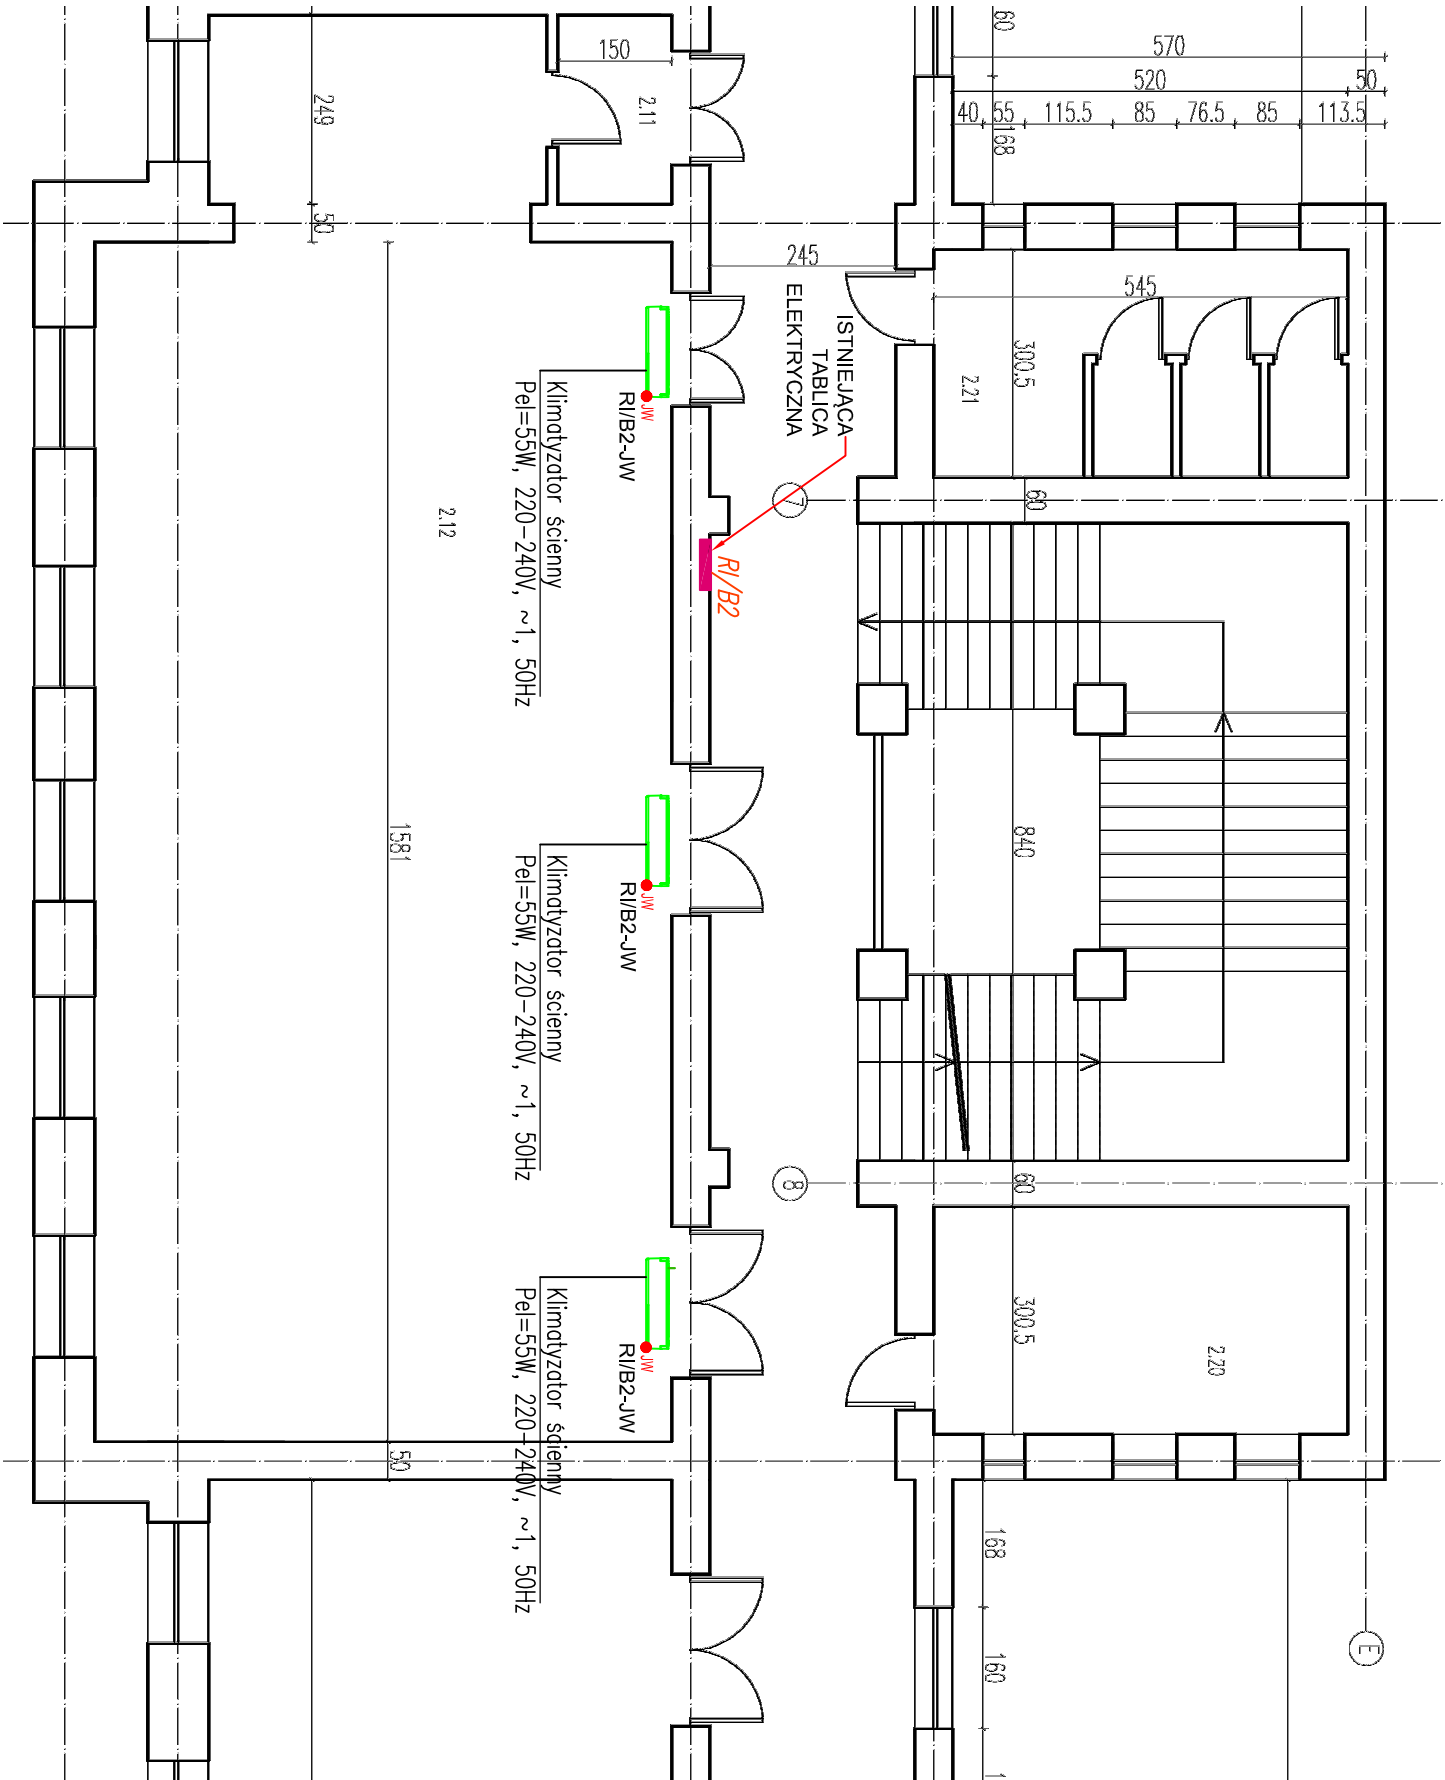 60
570
150
520
50
249
2.11
40
55
115.5
85
76.5
85
113.5
168
50
245
545
ISTNIEJĄCA
TABLICA
ELEKTRYCZNA
300,5
2.21
JW
RI/B2-JW
Klimatyzator ścienny
Pel=55W, 220-240V, ~1, 50Hz
2.12
7
60
RI/B2
1581
840
JW
RI/B2-JW
Klimatyzator ścienny
Pel=55W, 220-240V, ~1, 50Hz
8
60
300,5
2.20
JW
RI/B2-JW
Klimatyzator ścienny
Pel=55W, 220-240V, ~1, 50Hz
50
168
160
E